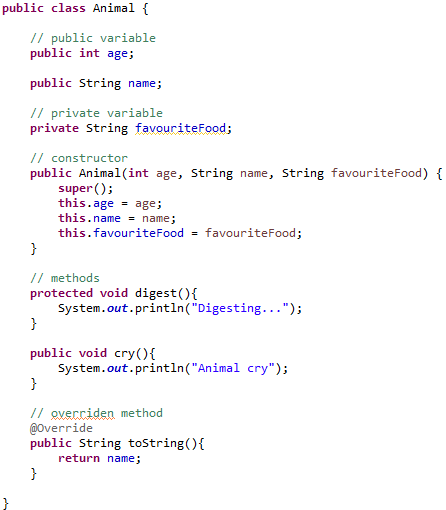 public class Animal {
// public variable
public int age;
public String name;
// private variable
private String favouriteFood;
// constructor
public Animal(int age, String name, String favouriteFood) {
super();
this.age = age;
this.name = name;
this.favouriteFood = favouriteFood;
}
// methods
protected void digest(){
System.out.println("Digesting...");
}
public void cry(){
System.out.println("Animal cry");
}
// overriden method
@Override
public String toString(){
return name;
}
}